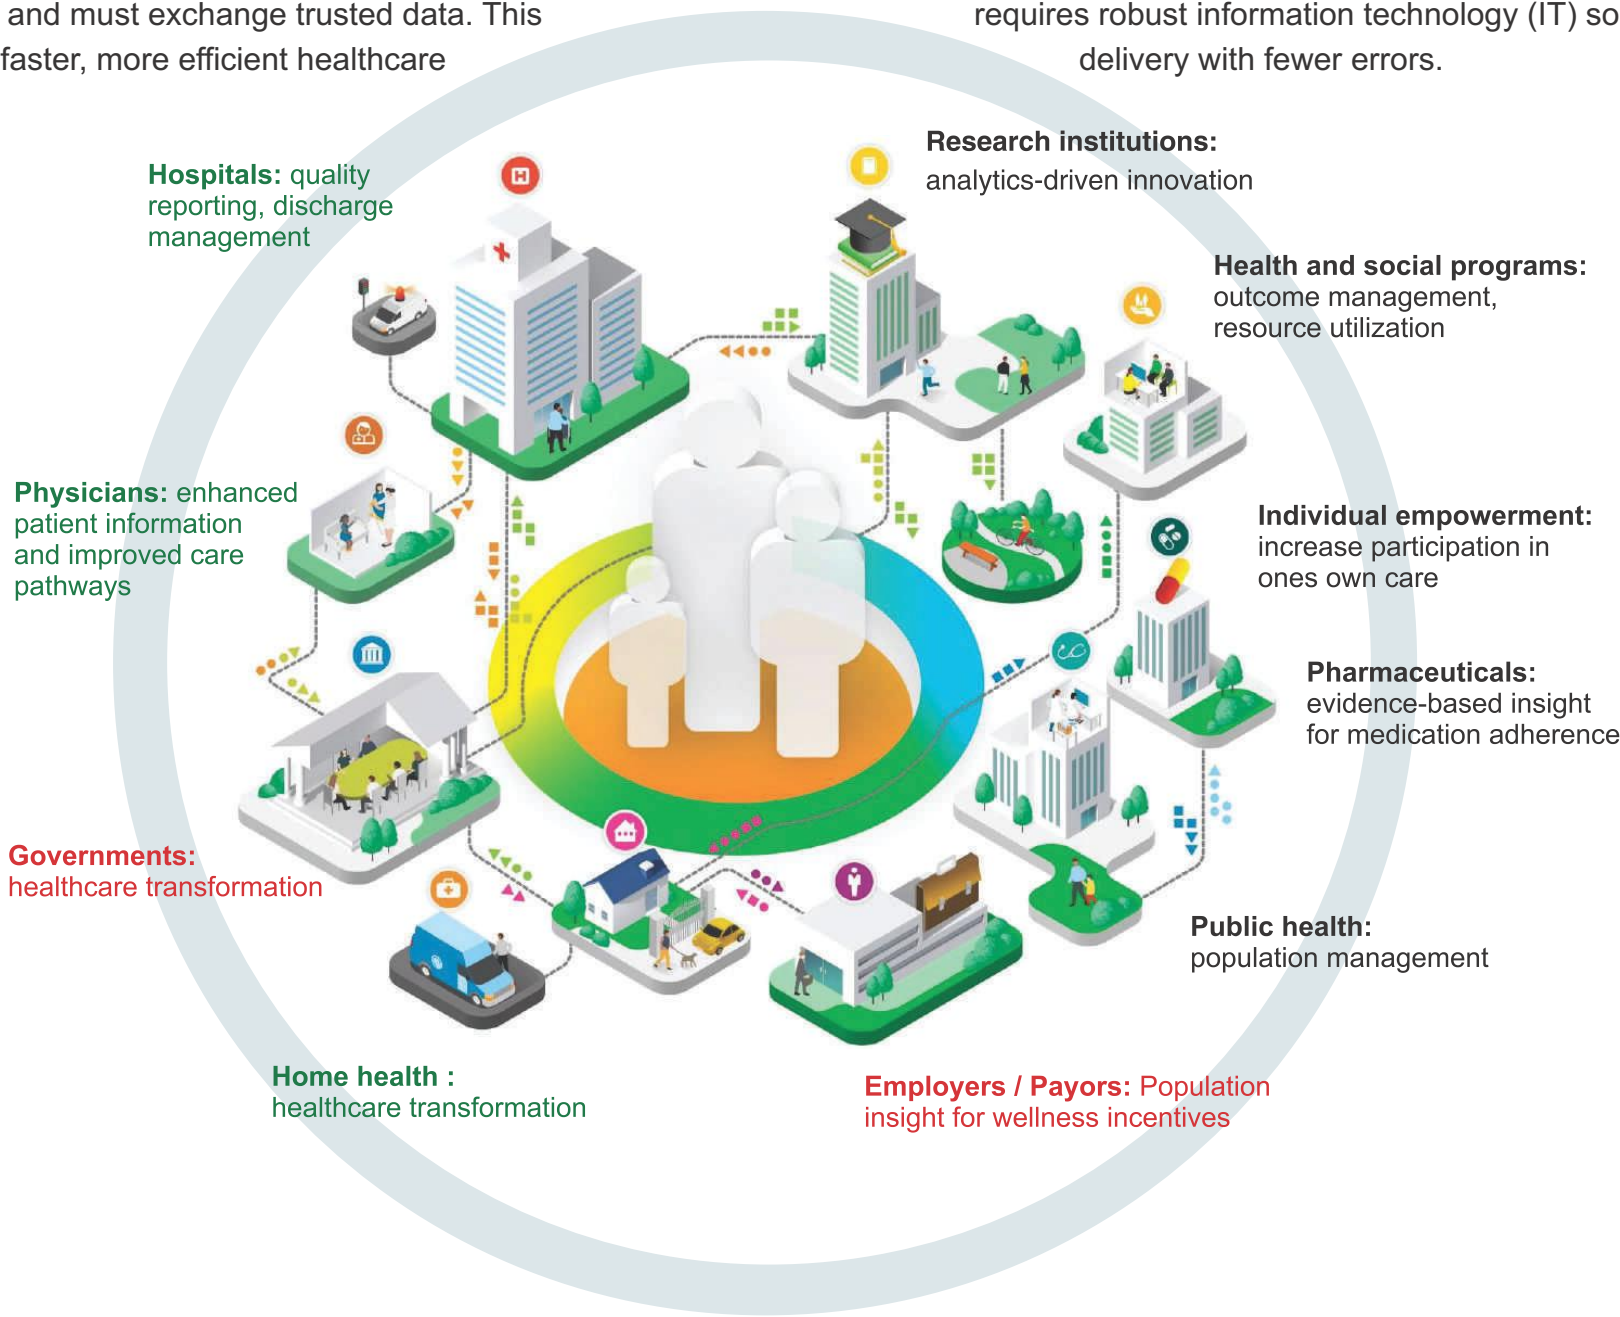 and must exchange trusted data. This requires robust information technology (IT) so
faster, more efficient healthcare delivery with fewer errors.
Research institutions:
analytics-driven innovation
Hospitals: quality
reporting, discharge
management
Health and social programs:
outcome management,
resource utilization
Physicians: enhanced
patient information
and improved care
pathways
Individual empowerment:
increase participation in
ones own care
Pharmaceuticals:
evidence-based insight
for medication adherence
Governments:
healthcare transformation
Public health:
population management
Home health :
healthcare transformation
Employers / Payors: Population
insight for wellness incentives